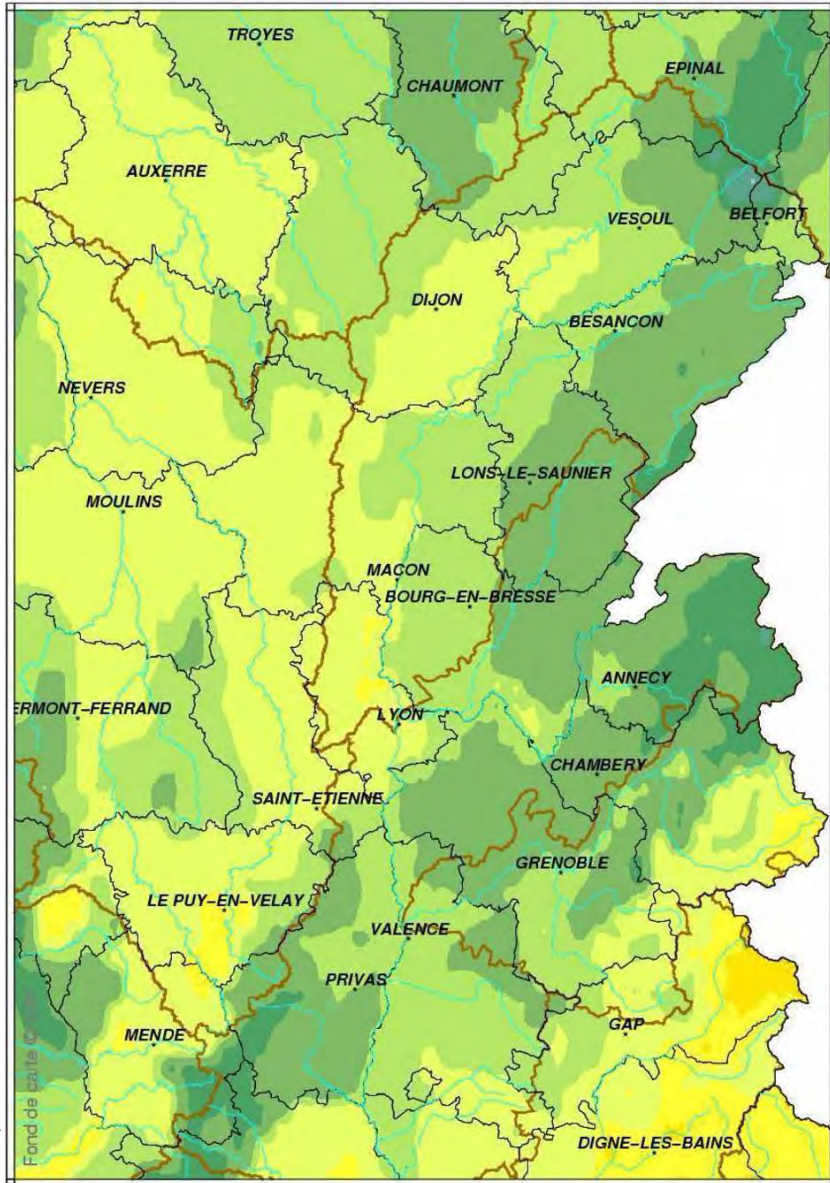 TROYES
EPINAL
CHAUMONT
AUXERRE
VESOUL
BELFORT
DIJON
BESANCON
NEVERS
LONS-LE-SAUNIER
MOULINS
MACON
BOURG-EN-BRESSE
ANNECY
ERMONT-FERRAND
LYON
CHAMBERY
SAINT-ETIENNE
GRENOBLE
LE PUY-EN-VELAY
VALENCE
PRIVAS
GAP
MENDE
DIGNE-LES-BAINS
Fond de carte ©